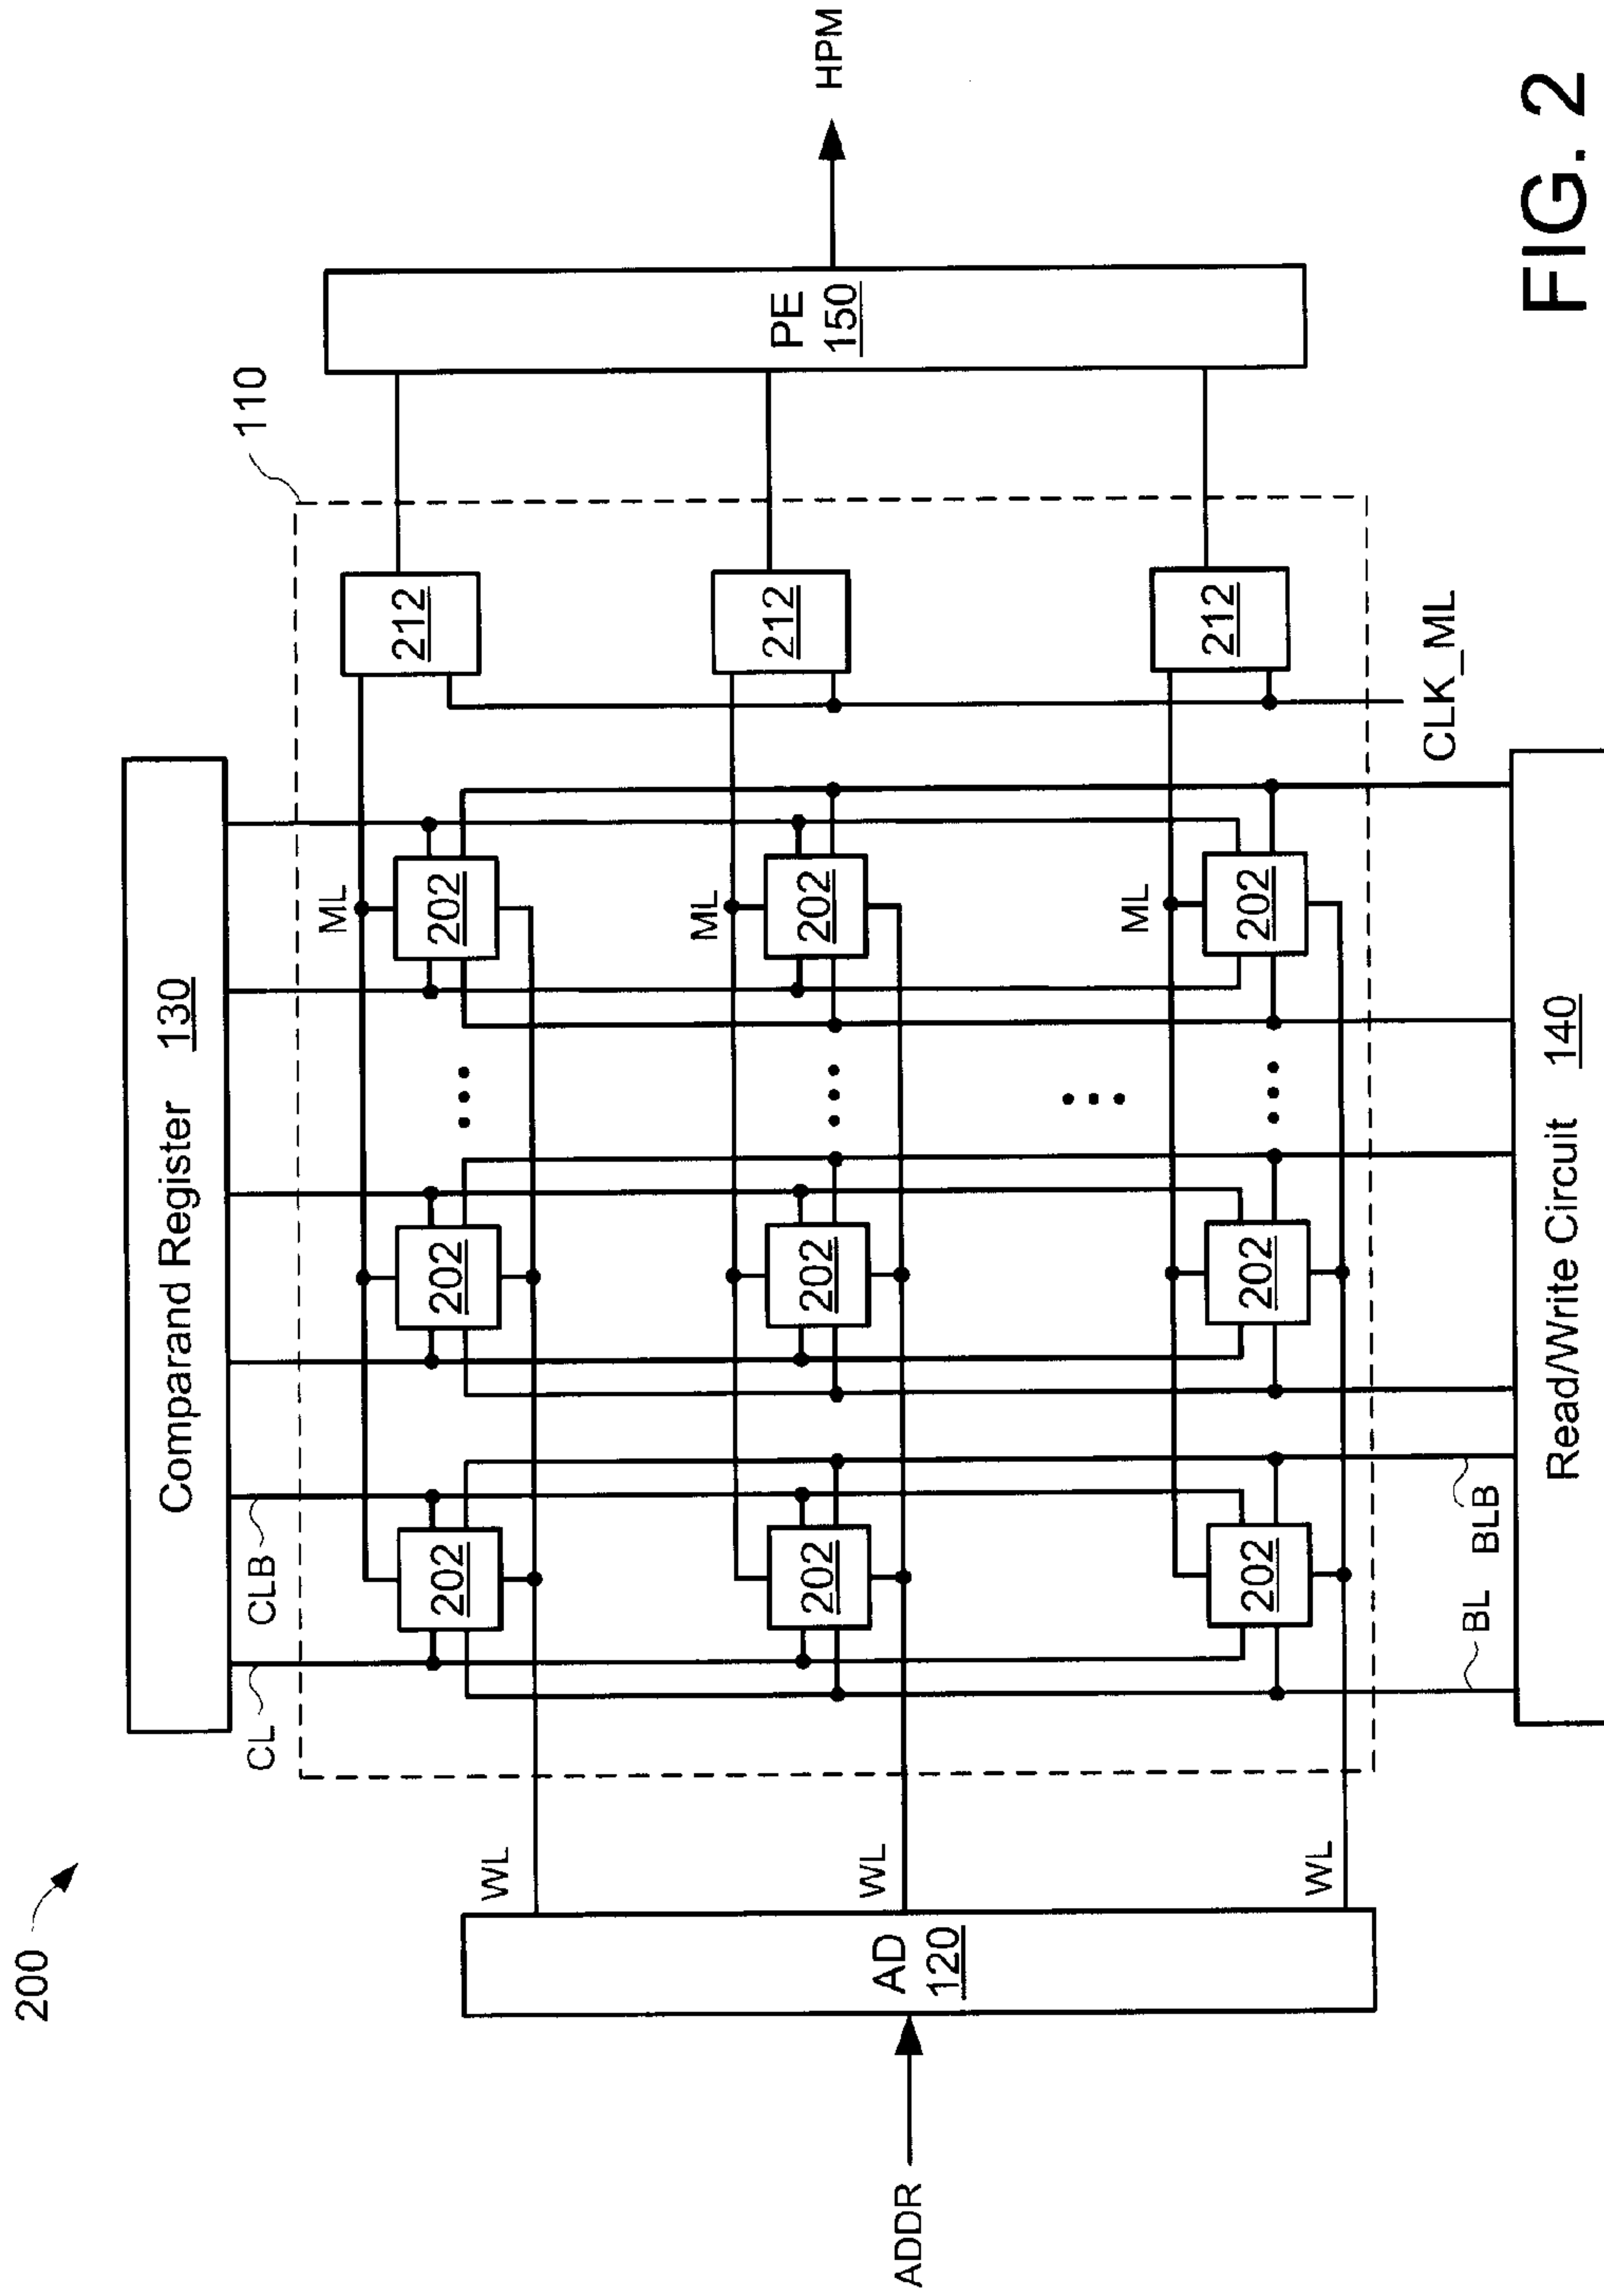 200
Comparand Register 130
CL
CLB
110
ML
202
202
202
212
WL
ML
202
202
202
212
PE
150
HPM
ADDR
AD
120
WL
ML
202
202
202
212
WL
CLK_ML
BL
BLB
Read/Write Circuit 140
FIG. 2